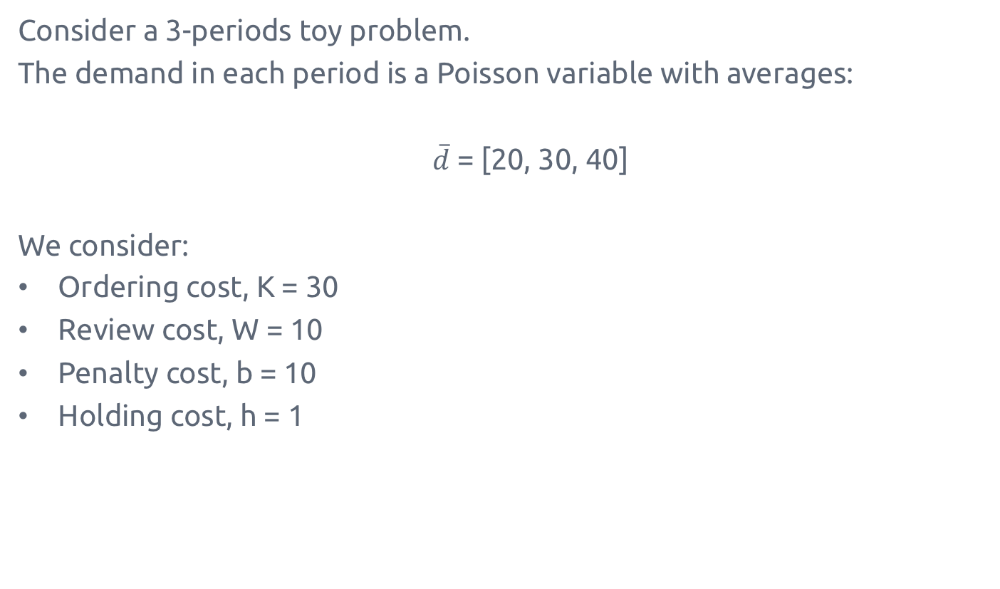 Consider a 3-periods toy problem.
The demand in each period is a Poisson variable with averages:
d̄ = [20, 30, 40]
We consider:
• Ordering cost, K = 30
• Review cost, W = 10
• Penalty cost, b = 10
• Holding cost, h = 1